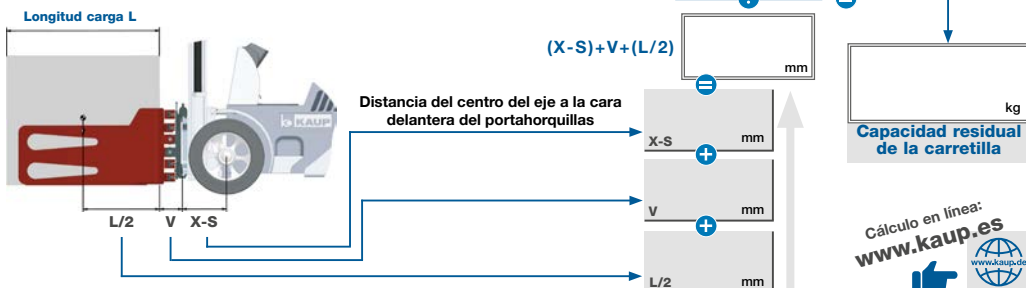 Longitud carga L
(X-S)+V+(L/2)
mm
kg
KAUP
Distancia del centro del eje a la cara
delantera del portahorquillas
X-S mm
Capacidad residual
de la carretilla
V mm
L/2 V X-S
L/2 mm
Cálculo en línea:
www.kaup.es
www.kaup.de